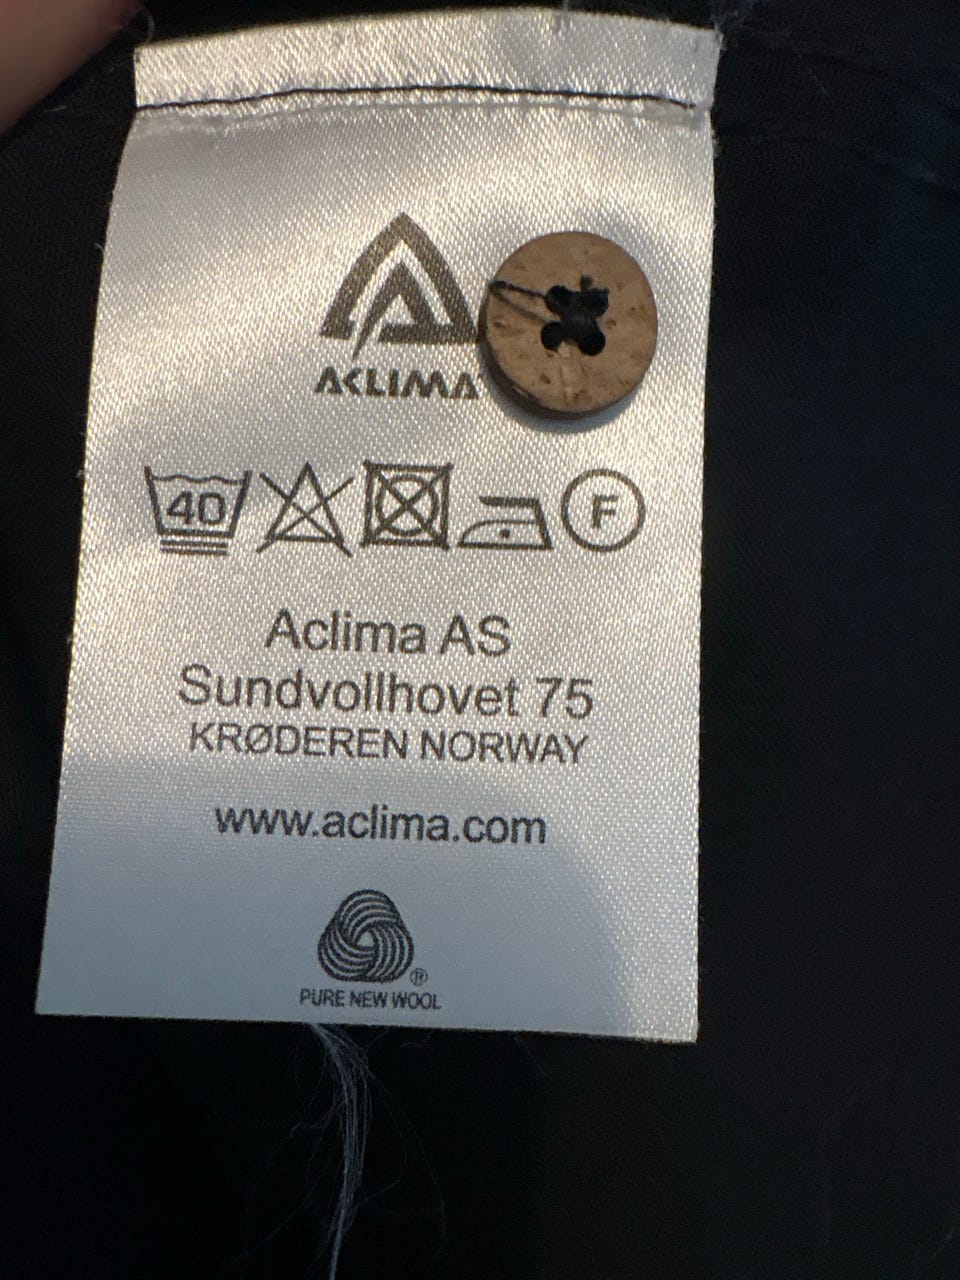 ACLIMA
40
F
Aclima AS
Sundvollhovet 75
KRØDEREN NORWAY
www.aclima.com
®
PURE NEW WOOL